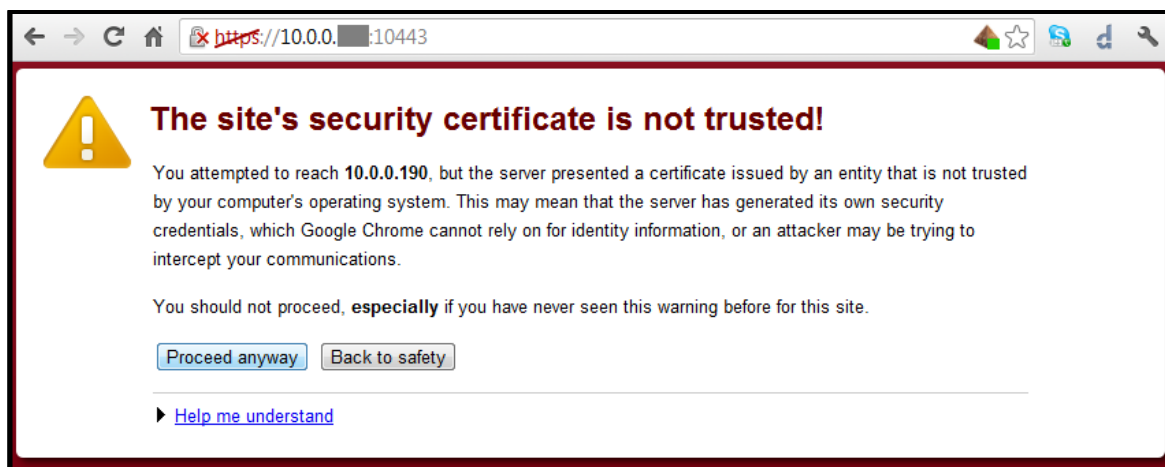 https://10.0.0. :10443
The site's security certificate is not trusted!
You attempted to reach 10.0.0.190, but the server presented a certificate issued by an entity that is not trusted
by your computer's operating system. This may mean that the server has generated its own security
credentials, which Google Chrome cannot rely on for identity information, or an attacker may be trying to
intercept your communications.
You should not proceed, especially if you have never seen this warning before for this site.
Proceed anyway Back to safety
Help me understand